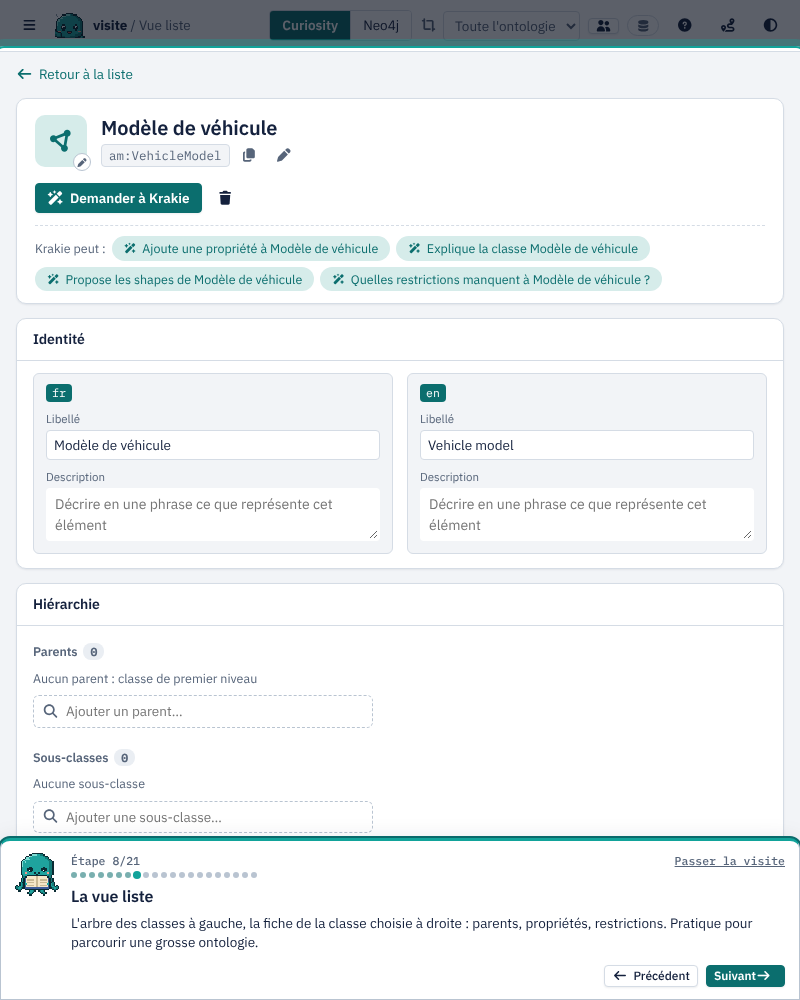 visite / Vue liste
Curiosity
Neo4j
Toute l'ontologie
Retour à la liste
Modèle de véhicule
am:VehicleModel
Demander à Krakie
Krakie peut :
Ajoute une propriété à Modèle de véhicule
Explique la classe Modèle de véhicule
Propose les shapes de Modèle de véhicule
Quelles restrictions manquent à Modèle de véhicule ?
Identité
fr
Libellé
Modèle de véhicule
Description
Décrire en une phrase ce que représente cet
élément
en
Libellé
Vehicle model
Description
Décrire en une phrase ce que représente cet
élément
Hiérarchie
Parents 0
Aucun parent : classe de premier niveau
Ajouter un parent...
Sous-classes 0
Aucune sous-classe
Ajouter une sous-classe...
Étape 8/21
Passer la visite
La vue liste
L'arbre des classes à gauche, la fiche de la classe choisie à droite : parents, propriétés, restrictions. Pratique pour
parcourir une grosse ontologie.
Précédent
Suivant